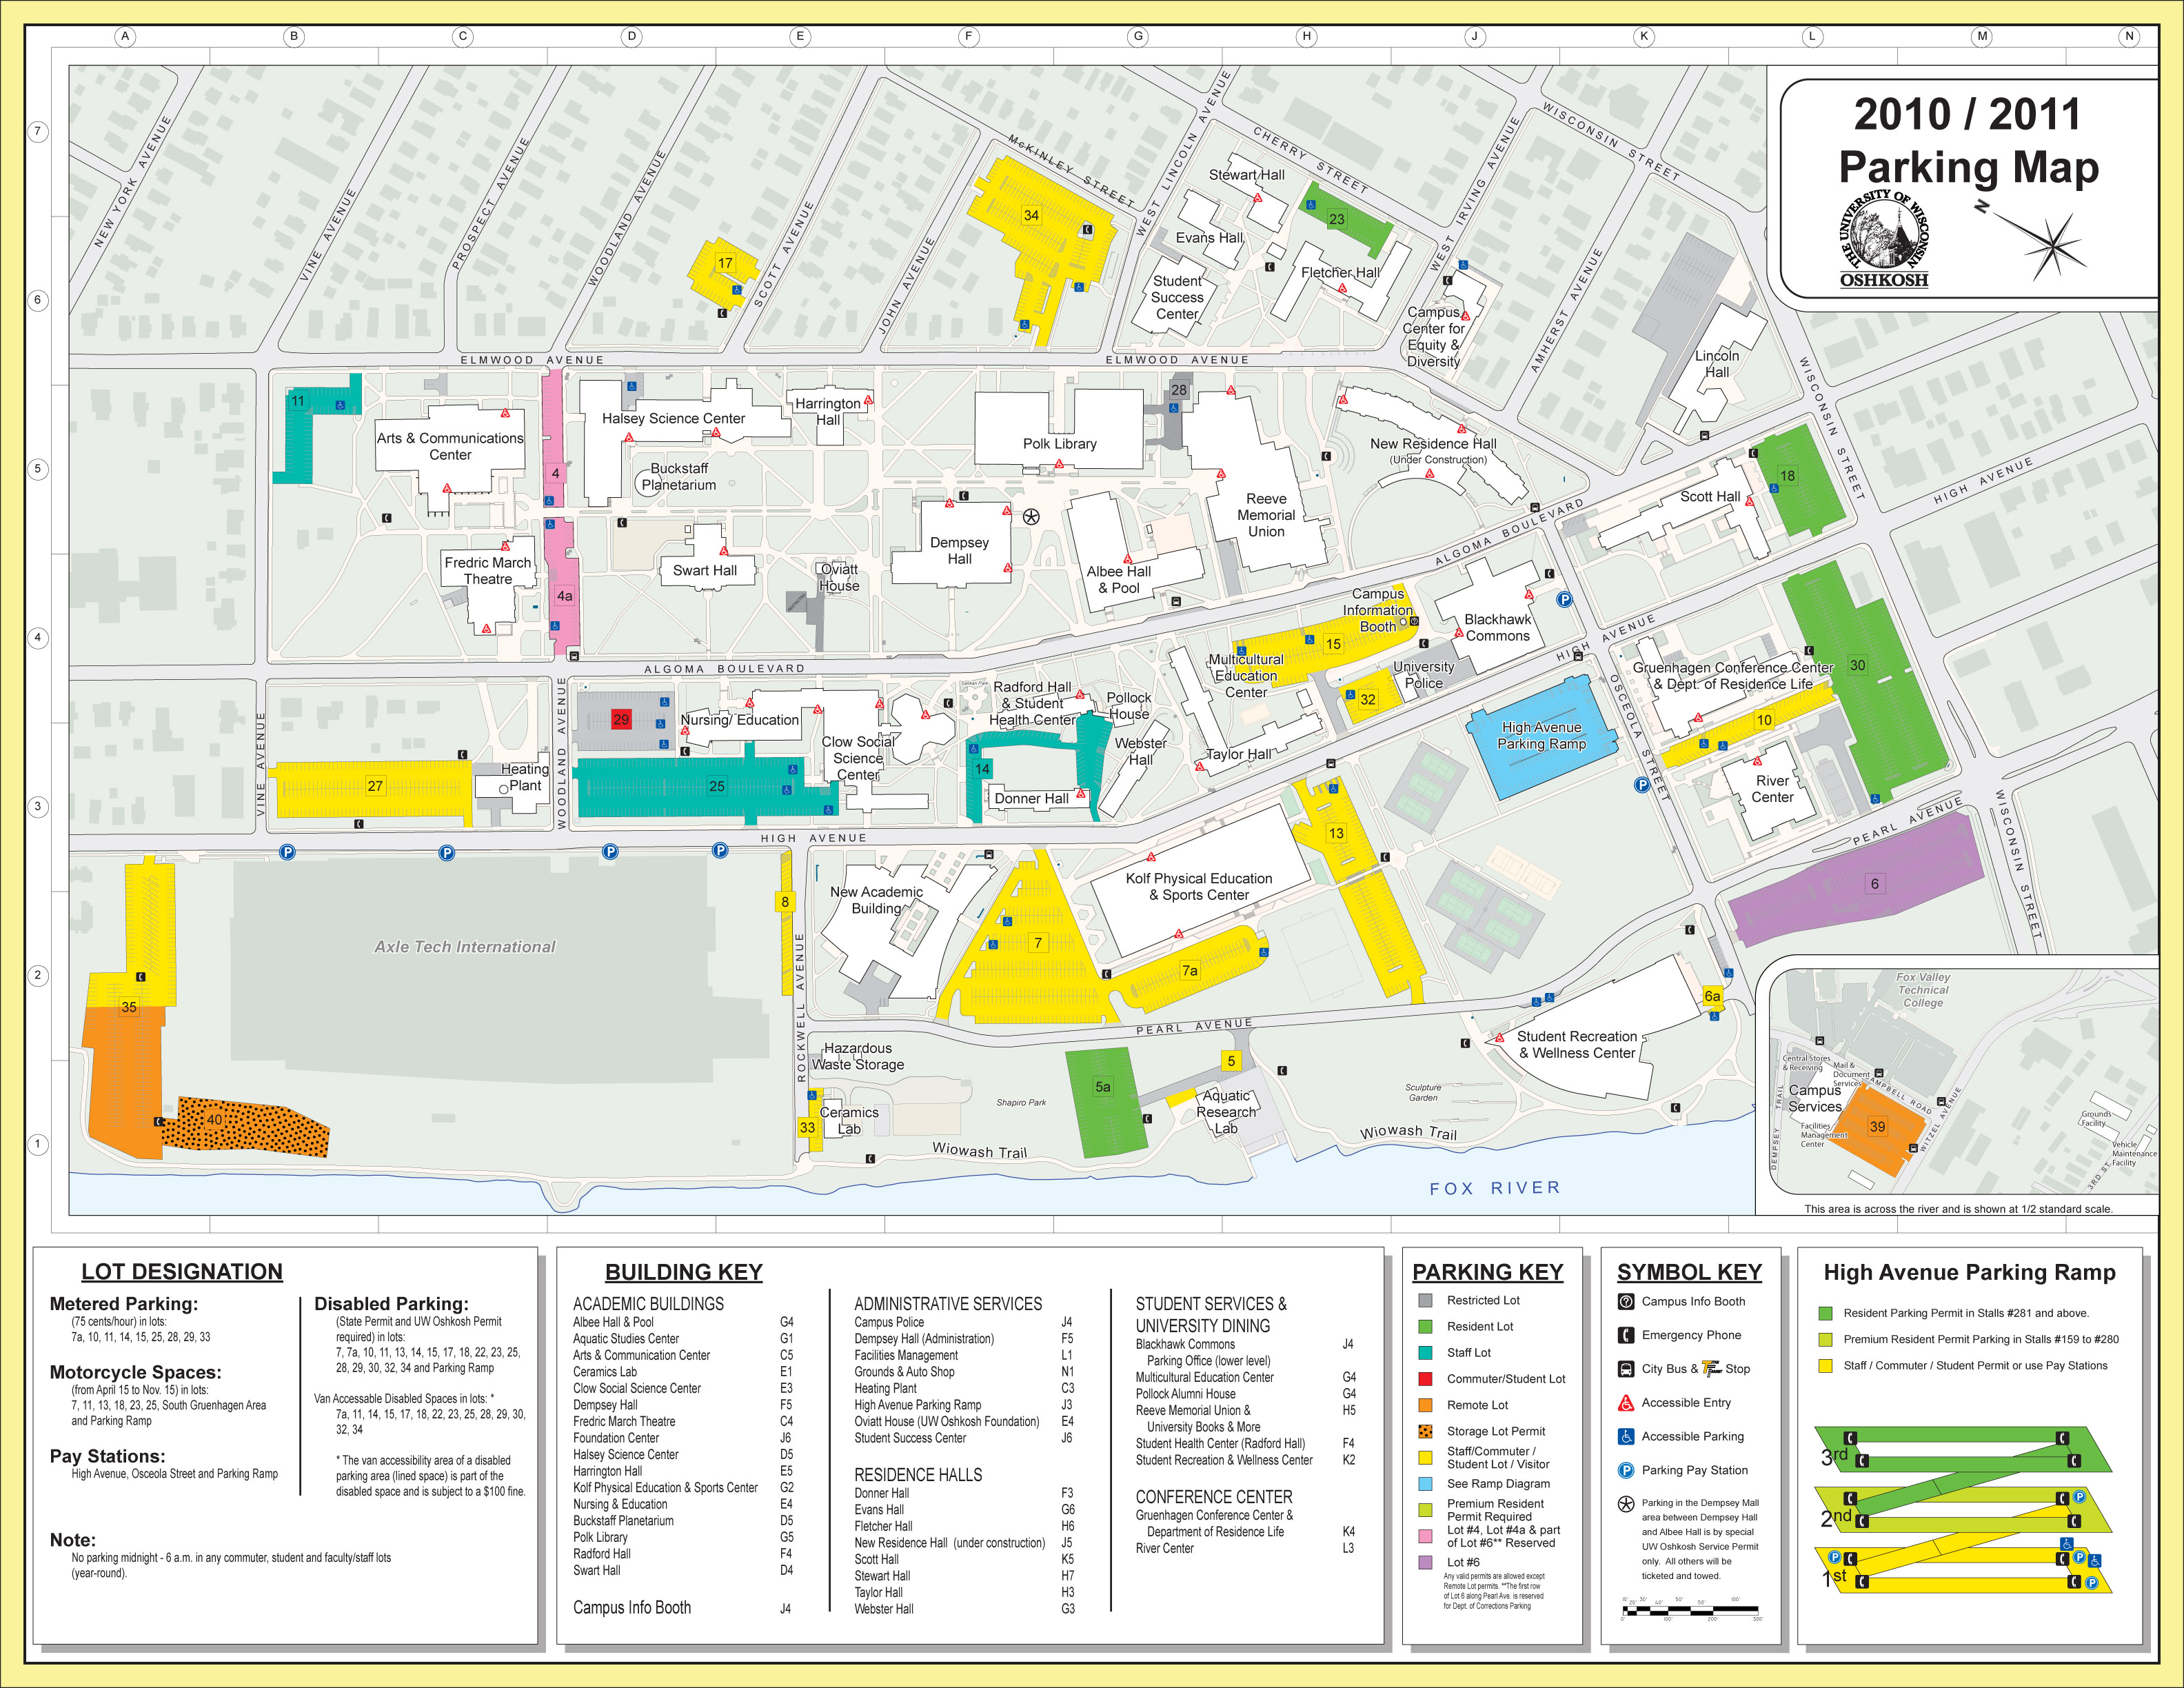 A B C D E F G H J K L M N
7
6
5
4
3
2
1
2010 / 2011
Parking Map
THE UNIVERSITY OF WISCONSIN
OSHKOSH
N
NEW YORK AVENUE
VINE AVENUE
PROSPECT AVENUE
WOODLAND AVENUE
SCOTT AVENUE
JOHN AVENUE
McKINLEY STREET
WEST LINCOLN AVENUE
CHERRY STREET
WEST IRVING AVENUE
WISCONSIN STREET
AMHERST AVENUE
34
17
23
Stewart Hall
Evans Hall
Fletcher Hall
Student
Success
Center
Campus
Center for
Equity &
Diversity
Lincoln
Hall
ELMWOOD AVENUE
ELMWOOD AVENUE
WISCONSIN STREET
HIGH AVENUE
11
Arts & Communications
Center
4
Halsey Science Center
Buckstaff
Planetarium
Harrington
Hall
Polk Library
28
Reeve
Memorial
Union
New Residence Hall
(Under Construction)
Scott Hall
18
Fredric March
Theatre
4a
Swart Hall
Oviatt
House
Dempsey
Hall
Albee Hall
& Pool
ALGOMA BOULEVARD
Campus
Information
Booth
15
Blackhawk
Commons
HIGH AVENUE
ALGOMA BOULEVARD
Multicultural
Education
Center
University
Police
32
Gruenhagen Conference Center
& Dept. of Residence Life
30
10
OSCEOLA STREET
River
Center
High Avenue
Parking Ramp
VINE AVENUE
27
Heating
Plant
WOODLAND AVENUE
29
Nursing/ Education
25
Clow Social
Science
Center
Radford Hall
& Student
Health Center
14
Donner Hall
Pollock
House
Webster
Hall
Taylor Hall
HIGH AVENUE
13
PEARL AVENUE
WISCONSIN STREET
6
35
Axle Tech International
8
ROCKWELL AVENUE
New Academic
Building
7
Kolf Physical Education
& Sports Center
7a
PEARL AVENUE
6a
Student Recreation
& Wellness Center
40
Hazardous
Waste Storage
33
Ceramics
Lab
Shapiro Park
5a
5
Aquatic
Research
Lab
Sculpture
Garden
Wiowash Trail
Wiowash Trail
FOX RIVER
Fox Valley
Technical
College
Central Stores
& Receiving
Mail &
Document
Services
Campus
Services
Facilities
Management
Center
39
CAMPBELL ROAD
WITZEL AVENUE
DEMPSEY TRAIL
Grounds
Facility
Vehicle
Maintenance
Facility
3RD ST.
This area is across the river and is shown at 1/2 standard scale.
LOT DESIGNATION
Metered Parking:
(75 cents/hour) in lots:
7a, 10, 11, 14, 15, 25, 28, 29, 33
Motorcycle Spaces:
(from April 15 to Nov. 15) in lots:
7, 11, 13, 18, 23, 25, South Gruenhagen Area
and Parking Ramp
Pay Stations:
High Avenue, Osceola Street and Parking Ramp
Note:
No parking midnight - 6 a.m. in any commuter, student and faculty/staff lots
(year-round).
Disabled Parking:
(State Permit and UW Oshkosh Permit
required) in lots:
7, 7a, 10, 11, 13, 14, 15, 17, 18, 22, 23, 25,
28, 29, 30, 32, 34 and Parking Ramp
Van Accessable Disabled Spaces in lots: *
7a, 11, 14, 15, 17, 18, 22, 23, 25, 28, 29, 30,
32, 34
* The van accessibility area of a disabled
parking area (lined space) is part of the
disabled space and is subject to a $100 fine.
BUILDING KEY
ACADEMIC BUILDINGS
Albee Hall & Pool G4
Aquatic Studies Center G1
Arts & Communication Center C5
Ceramics Lab E1
Clow Social Science Center E3
Dempsey Hall F5
Fredric March Theatre C4
Foundation Center J6
Halsey Science Center D5
Harrington Hall E5
Kolf Physical Education & Sports Center G2
Nursing & Education E4
Buckstaff Planetarium D5
Polk Library G5
Radford Hall F4
Swart Hall D4
Campus Info Booth J4
ADMINISTRATIVE SERVICES
Campus Police J4
Dempsey Hall (Administration) F5
Facilities Management L1
Grounds & Auto Shop N1
Heating Plant C3
High Avenue Parking Ramp J3
Oviatt House (UW Oshkosh Foundation) E4
Student Success Center J6
RESIDENCE HALLS
Donner Hall F3
Evans Hall G6
Fletcher Hall H6
New Residence Hall (under construction) J5
Scott Hall K5
Stewart Hall H7
Taylor Hall H3
Webster Hall G3
STUDENT SERVICES &
UNIVERSITY DINING
Blackhawk Commons J4
Parking Office (lower level)
Multicultural Education Center G4
Pollock Alumni House G4
Reeve Memorial Union & H5
University Books & More
Student Health Center (Radford Hall) F4
Student Recreation & Wellness Center K2
CONFERENCE CENTER
Gruenhagen Conference Center &
Department of Residence Life K4
River Center L3
PARKING KEY
Restricted Lot
Resident Lot
Staff Lot
Commuter/Student Lot
Remote Lot
Storage Lot Permit
Staff/Commuter /
Student Lot / Visitor
See Ramp Diagram
Premium Resident
Permit Required
Lot #4, Lot #4a & part
of Lot #6** Reserved
Lot #6
Any valid permits are allowed except
Remote Lot permits. **The first row
of Lot 6 along Pearl Ave. is reserved
for Dept. of Corrections Parking
SYMBOL KEY
Campus Info Booth
Emergency Phone
City Bus & Stop
Accessible Entry
Accessible Parking
P Parking Pay Station
Parking in the Dempsey Mall
area between Dempsey Hall
and Albee Hall is by special
UW Oshkosh Service Permit
only. All others will be
ticketed and towed.
High Avenue Parking Ramp
Resident Parking Permit in Stalls #281 and above.
Premium Resident Permit Parking in Stalls #159 to #280
Staff / Commuter / Student Permit or use Pay Stations
3rd
2nd
1st